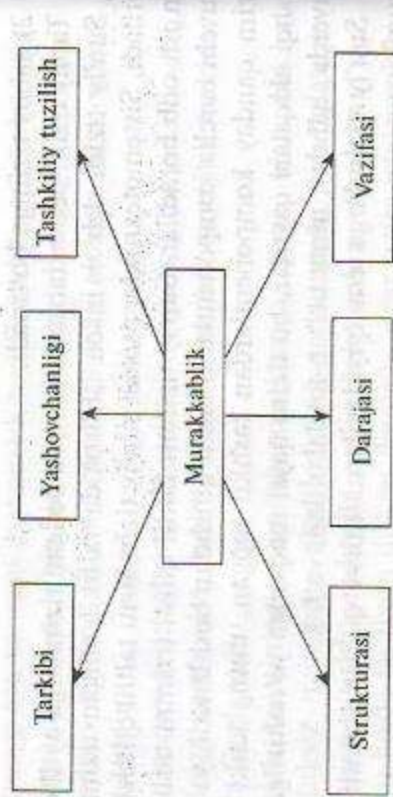 Tarkibi
Yashovchanligi
Tashkiliy tuzilish
Murakkablik
Strukturasi
Darajasi
Vazifasi